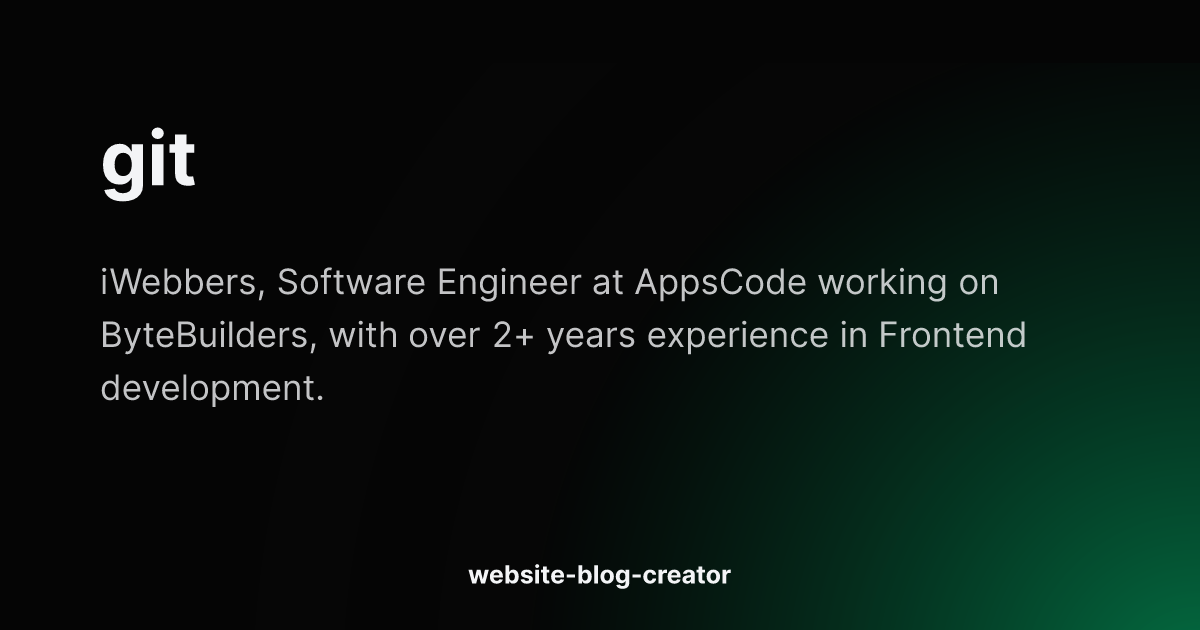 git
iWebbers, Software Engineer at AppsCode working on
ByteBuilders, with over 2+ years experience in Frontend
development.
website-blog-creator